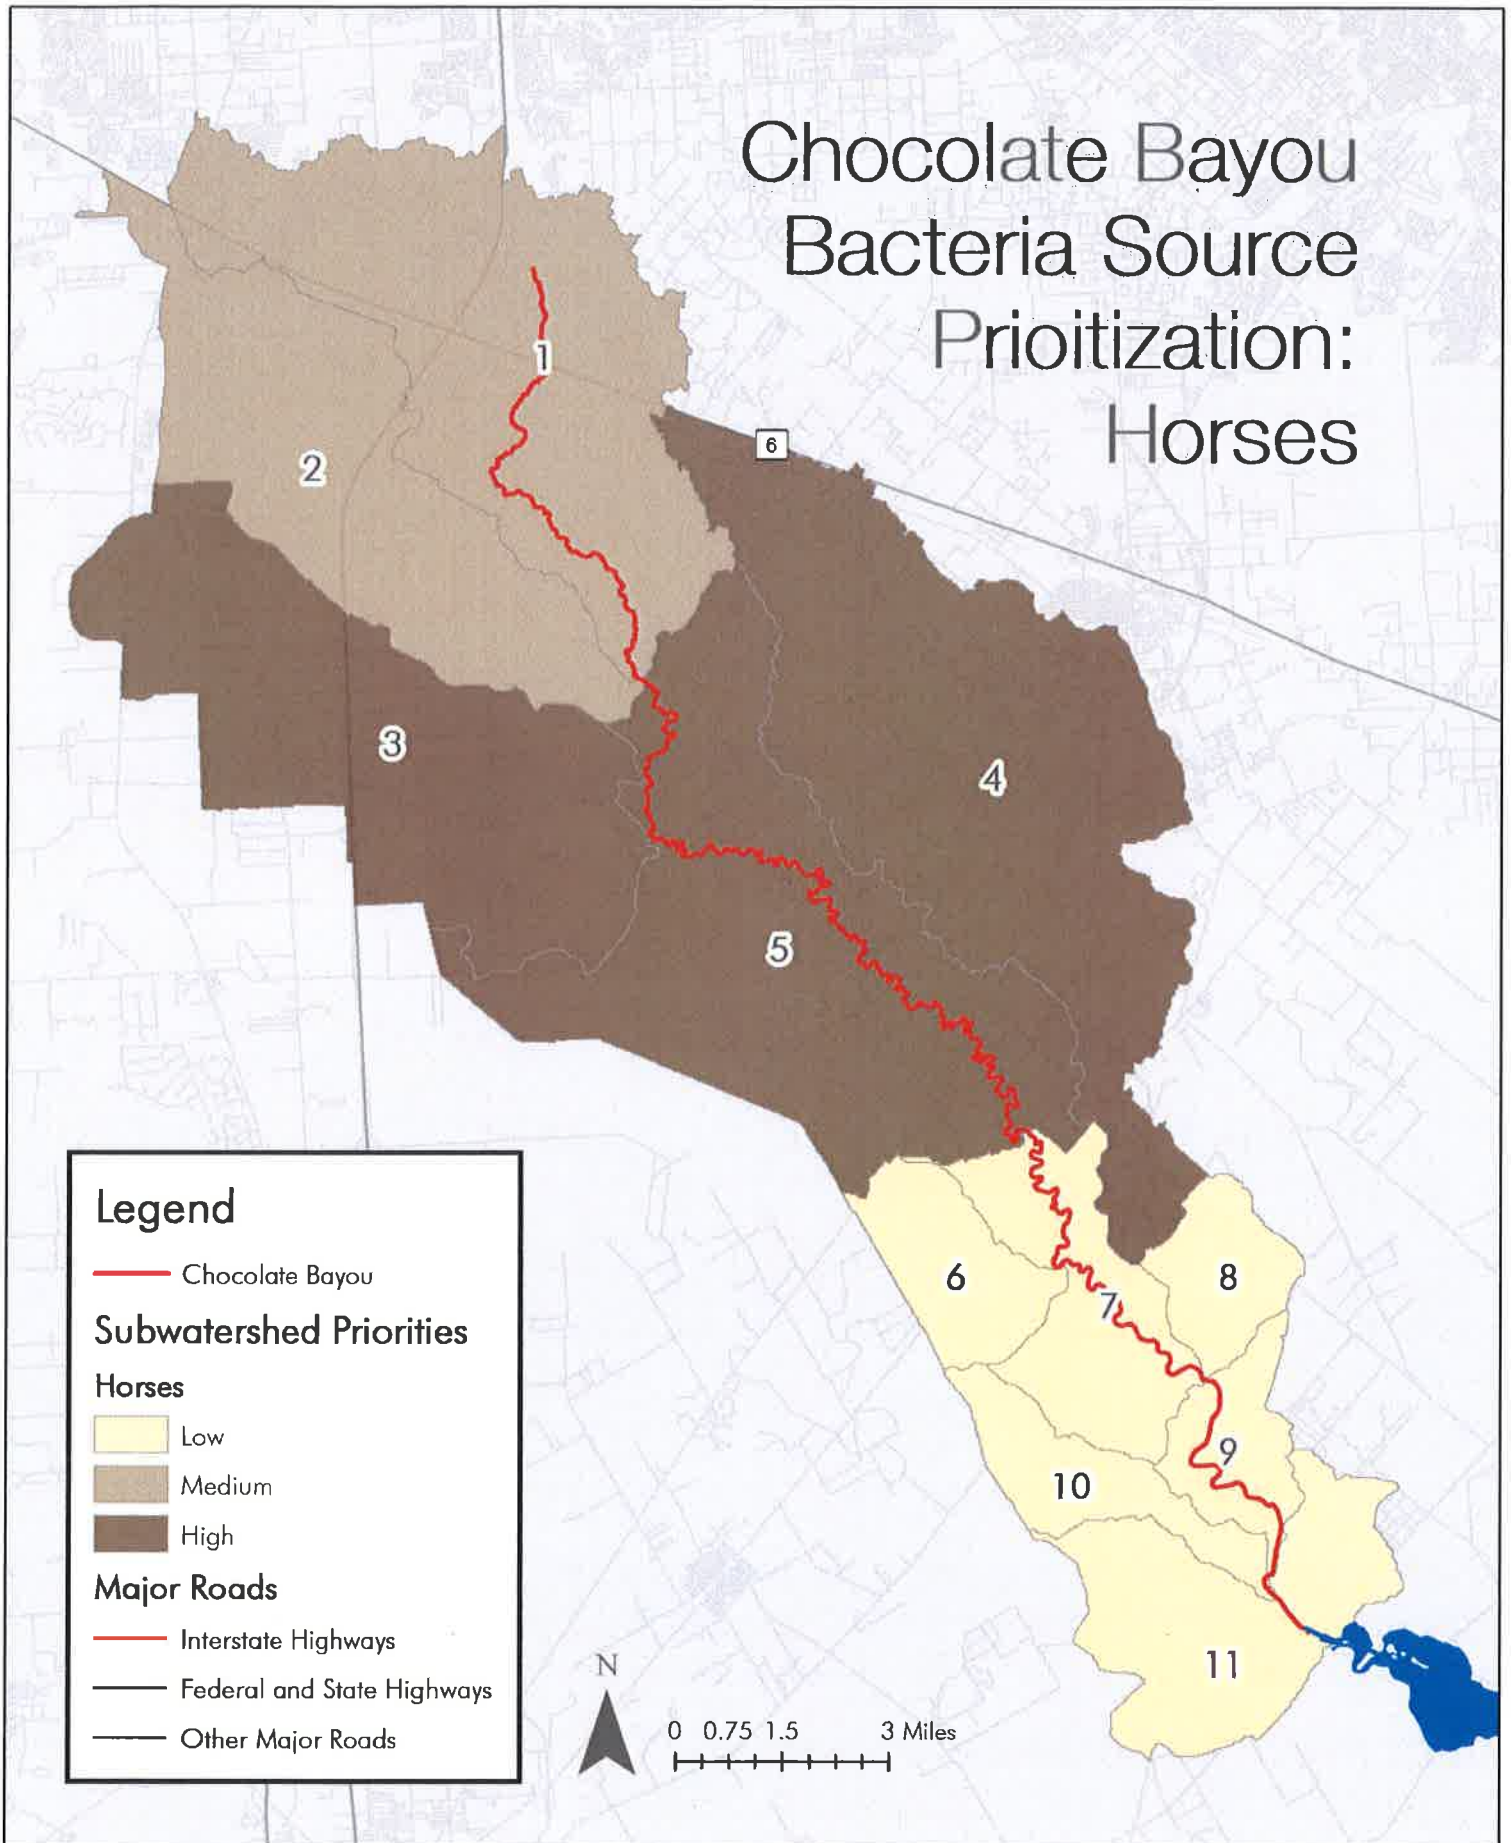 Chocolate Bayou
Bacteria Source
Prioitization:
Horses
1
6
2
3
4
5
6
8
7
9
10
11
Legend
Chocolate Bayou
Subwatershed Priorities
Horses
Low
Medium
High
Major Roads
Interstate Highways
Federal and State Highways
Other Major Roads
N
0 0.75 1.5 3 Miles